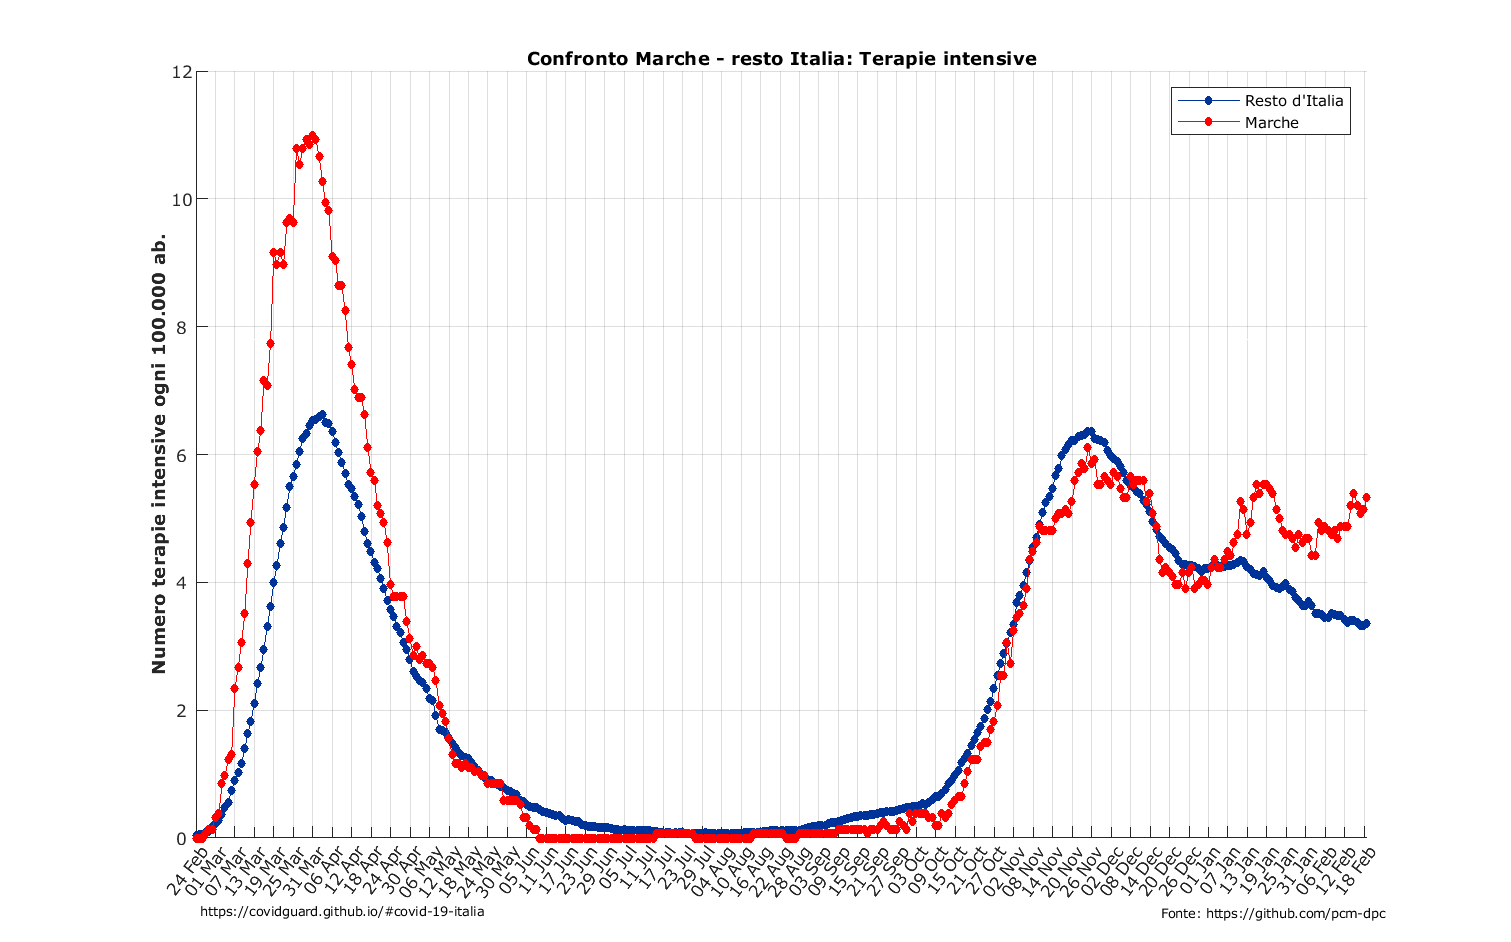 Confronto Marche - resto Italia: Terapie intensive
Resto d'Italia
Marche
Numero terapie intensive ogni 100.000 ab.
12
10
8
6
4
2
0
24 Feb
01 Mar
07 Mar
13 Mar
19 Mar
25 Mar
31 Mar
06 Apr
12 Apr
18 Apr
24 Apr
30 Apr
06 May
12 May
18 May
24 May
30 May
05 Jun
11 Jun
17 Jun
23 Jun
29 Jun
05 Jul
11 Jul
17 Jul
23 Jul
29 Jul
04 Aug
10 Aug
16 Aug
22 Aug
28 Aug
03 Sep
09 Sep
15 Sep
21 Sep
27 Sep
03 Oct
09 Oct
15 Oct
21 Oct
27 Oct
02 Nov
08 Nov
14 Nov
20 Nov
26 Nov
02 Dec
08 Dec
14 Dec
20 Dec
26 Dec
01 Jan
07 Jan
13 Jan
19 Jan
25 Jan
31 Jan
06 Feb
12 Feb
18 Feb
https://covidguard.github.io/#covid-19-italia
Fonte: https://github.com/pcm-dpc